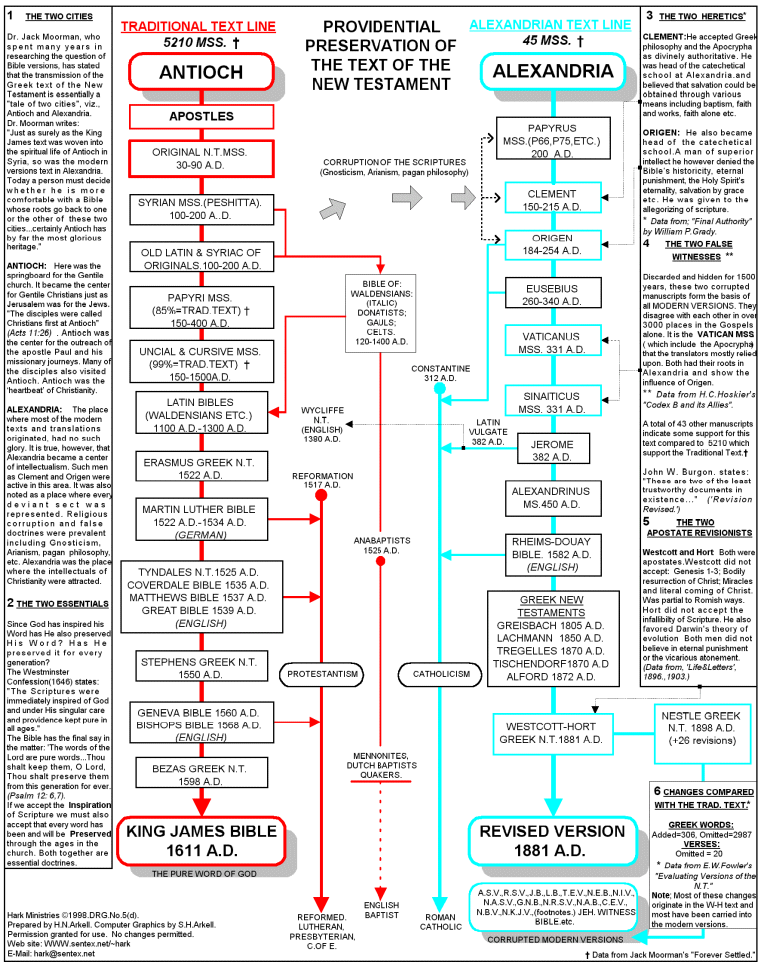 1 THE TWO CITIES
Dr. Jack Moorman, who
spent many years in
researching the question of
Bible versions, has stated
that the transmission of the
Greek text of the New
Testament is essentially a
"tale of two cities", viz.,
Antioch and Alexandria.
Dr. Moorman writes:
"Just as surely as the King
James text was woven into
the spiritual life of Antioch in
Syria, so was the modern
versions text in Alexandria.
Today a person must decide
whether he is more
comfortable with a Bible
whose roots go back to one
or the other of these two
cities...certainly Antioch has
by far the most glorious
heritage."
ANTIOCH: Here was the
springboard for the Gentile
church. It became the center
for Gentile Christians just as
Jerusalem was for the Jews.
"The disciples were called
Christians first at Antioch"
(Acts 11:26) . Antioch was
the center for the outreach of
the apostle Paul and his
missionary journeys. Many of
the disciples also visited
Antioch. Antioch was the
'heartbeat' of Christianity.
ALEXANDRIA: The place
where most of the modern
texts and translations
originated, had no such
glory. It is true, however, that
Alexandria became a center
of intellectualism. Such men
as Clement and Origen were
active in this area. It was also
noted as a place where every
deviant sect was
represented. Religious
corruption and false
doctrines were prevalent
including Gnosticism,
Arianism, pagan philosophy,
etc. Alexandria was the place
where the intellectuals of
Christianity were attracted.
2 THE TWO ESSENTIALS
Since God has inspired his
Word has He also preserved
His Word? Has He
preserved it for every
generation?
The Westminster
Confession(1646) states:
"The Scriptures were
immediately inspired of God
and under His singular care
and providence kept pure in
all ages."
The Bible has the final say in
the matter: 'The words of the
Lord are pure words...Thou
shalt keep them, O Lord,
Thou shalt preserve them
from this generation for ever.
(Psalm 12: 6,7).
If we accept the Inspiration
of Scripture we must also
accept that every word has
been and will be Preserved
through the ages in the
church. Both together are
essential doctrines.
Hark Ministries ©1998.DRG.No.5(d).
Prepared by H.N.Arkell. Computer Graphics by S.H.Arkell.
Permission granted for use. No changes permitted.
Web site: WWW.sentex.net/~hark
E-Mail: hark@sentex.net
TRADITIONAL TEXT LINE
5210 MSS. †
ANTIOCH
APOSTLES
ORIGINAL N.T.MSS.
30-90 A.D.
SYRIAN MSS.(PESHITTA).
100-200 A..D.
OLD LATIN & SYRIAC OF
ORIGINALS.100-200 A.D.
PAPYRI MSS.
(85%=TRAD.TEXT) †
150-400 A.D.
UNCIAL & CURSIVE MSS.
(99%=TRAD.TEXT) †
150-1500A.D.
LATIN BIBLES
(WALDENSIANS ETC.)
1100 A.D.-1300 A.D.
ERASMUS GREEK N.T.
1522 A.D.
MARTIN LUTHER BIBLE
1522 A.D.-1534 A.D.
(GERMAN)
TYNDALES N.T.1525 A.D.
COVERDALE BIBLE 1535 A.D.
MATTHEWS BIBLE 1537 A.D.
GREAT BIBLE 1539 A.D.
(ENGLISH)
STEPHENS GREEK N.T.
1550 A.D.
GENEVA BIBLE 1560 A.D.
BISHOPS BIBLE 1568 A.D.
(ENGLISH)
BEZAS GREEK N.T.
1598 A.D.
KING JAMES BIBLE
1611 A.D.
THE PURE WORD OF GOD
PROVIDENTIAL
PRESERVATION OF
THE TEXT OF THE
NEW TESTAMENT
CORRUPTION OF THE SCRIPTURES
(Gnosticism, Arianism, pagan philosophy)
BIBLE OF:
WALDENSIANS:
(ITALIC)
DONATISTS;
GAULS;
CELTS.
120-1400 A.D.
WYCLIFFE
N.T.
(ENGLISH)
1380 A.D.
REFORMATION
1517 A.D.
ANABAPTISTS
1525 A.D.
PROTESTANTISM
MENNONITES,
DUTCH BAPTISTS
QUAKERS.
REFORMED.
LUTHERAN,
PRESBYTERIAN,
C.OF E.
ENGLISH
BAPTIST
CONSTANTINE
312 A.D.
LATIN
VULGATE
382 A.D.
CATHOLICISM
ROMAN
CATHOLIC
ALEXANDRIAN TEXT LINE
45 MSS. †
ALEXANDRIA
PAPYRUS
MSS.(P66,P75,ETC.)
200 A.D.
CLEMENT
150-215 A.D.
ORIGEN
184-254 A.D.
EUSEBIUS
260-340 A.D.
VATICANUS
MSS. 331 A.D.
SINAITICUS
MSS. 331 A.D.
JEROME
382 A.D.
ALEXANDRINUS
MS.450 A.D.
RHEIMS-DOUAY
BIBLE. 1582 A.D.
(ENGLISH)
GREEK NEW
TESTAMENTS
GREISBACH 1805 A.D.
LACHMANN 1850 A.D.
TREGELLES 1870 A.D.
TISCHENDORF1870 A.D
ALFORD 1872 A.D.
WESTCOTT-HORT
GREEK N.T.1881 A.D.
NESTLE GREEK
N.T. 1898 A.D.
(+26 revisions)
REVISED VERSION
1881 A.D.
A.S.V.,R.S.V.,J.B.,L.B.,T.E.V.,N.E.B.,N.I.V.,
N.A.S.V.,G.N.B.,N.R.S.V.,N.A.B.,C.E.V.,
N.B.V.,N.K.J.V.,(footnotes.) JEH. WITNESS
BIBLE.etc.
CORRUPTED MODERN VERSIONS
3 THE TWO HERETICS*
CLEMENT:He accepted Greek
philosophy and the Apocrypha
as divinely authoritative. He
was head of the catechetical
school at Alexandria.and
believed that salvation could be
obtained through various
means including baptism, faith
and works, faith alone etc.
ORIGEN: He also became
head of the catechetical
school.A man of superior
intellect he however denied the
Bible's historicity, eternal
punishment, the Holy Spirit's
eternality, salvation by grace
etc. He was given to the
allegorizing of scripture.
* Data from; "Final Authority"
by William P.Grady.
4 THE TWO FALSE
WITNESSES **
Discarded and hidden for 1500
years, these two corrupted
manuscripts form the basis of
all MODERN VERSIONS. They
disagree with each other in over
3000 places in the Gospels
alone. It is the VATICAN MSS
( which include the Apocrypha)
that the translators mostly relied
upon. Both had their roots in
Alexandria and show the
influence of Origen.
** Data from H.C.Hoskier's
"Codex B and its Allies".
A total of 43 other manuscripts
indicate some support for this
text compared to 5210 which
support the Traditional Text.†
John W. Burgon. states:
"These are two of the least
trustworthy documents in
existence..." ('Revision
Revised.')
5 THE TWO
APOSTATE REVISIONISTS
Westcott and Hort Both were
apostates.Westcott did not
accept: Genesis 1-3; Bodily
resurrection of Christ; Miracles
and literal coming of Christ.
Was partial to Romish ways.
Hort did not accept the
infallibilty of Scripture. He also
favored Darwin's theory of
evolution Both men did not
believe in eternal punishment
or the vicarious atonement.
(Data from, 'Life&Letters',
1896.,1903.)
6 CHANGES COMPARED
WITH THE TRAD. TEXT.*
GREEK WORDS:
Added=306, Omitted=2987
VERSES:
Omitted = 20
* Data from E.W.Fowler's
"Evaluating Versions of the
N.T."
Note; Most of these changes
originate in the W-H text and
most have been carried into
the modern versions.
† Data from Jack Moorman's "Forever Settled."